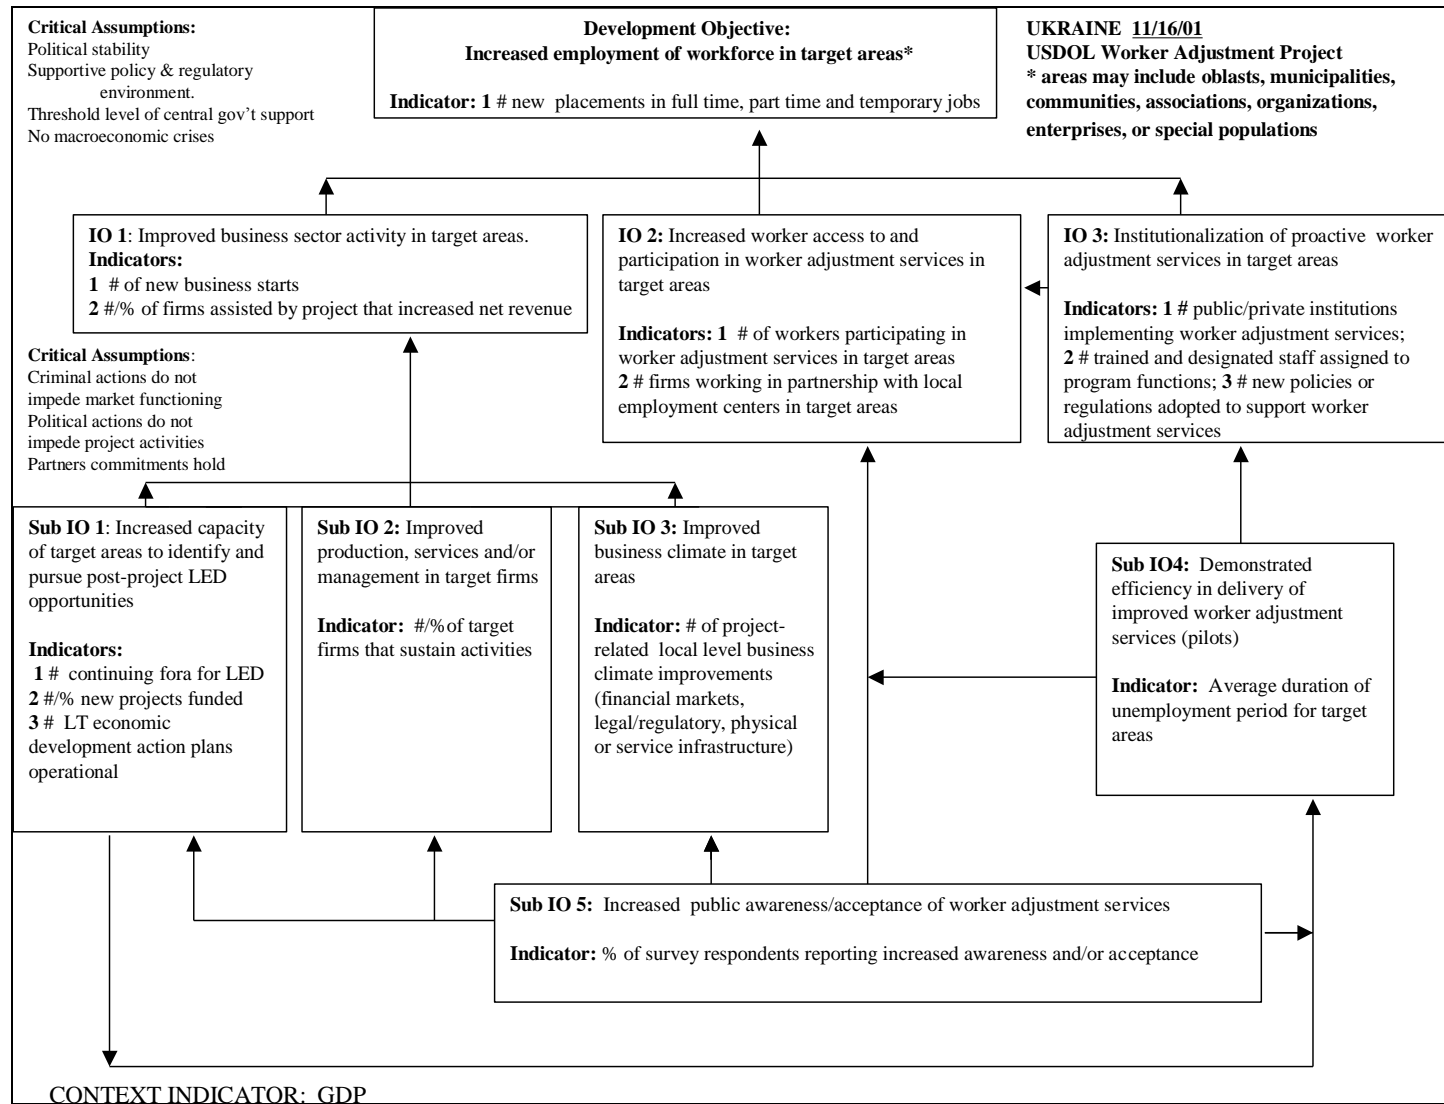 Critical Assumptions:
Political stability
Supportive policy & regulatory
environment.
Threshold level of central gov’t support
No macroeconomic crises
Development Objective:
Increased employment of workforce in target areas*
Indicator: 1 # new placements in full time, part time and temporary jobs
UKRAINE 11/16/01
USDOL Worker Adjustment Project
* areas may include oblasts, municipalities,
communities, associations, organizations,
enterprises, or special populations
IO 1: Improved business sector activity in target areas.
Indicators:
1 # of new business starts
2 #/% of firms assisted by project that increased net revenue
IO 2: Increased worker access to and
participation in worker adjustment services in
target areas
Indicators: 1 # of workers participating in
worker adjustment services in target areas
2 # firms working in partnership with local
employment centers in target areas
IO 3: Institutionalization of proactive worker
adjustment services in target areas
Indicators: 1 # public/private institutions
implementing worker adjustment services;
2 # trained and designated staff assigned to
program functions; 3 # new policies or
regulations adopted to support worker
adjustment services
Critical Assumptions:
Criminal actions do not
impede market functioning
Political actions do not
impede project activities
Partners commitments hold
Sub IO 1: Increased capacity
of target areas to identify and
pursue post-project LED
opportunities
Indicators:
1 # continuing fora for LED
2 #/% new projects funded
3 # LT economic
development action plans
operational
Sub IO 2: Improved
production, services and/or
management in target firms
Indicator: #/% of target
firms that sustain activities
Sub IO 3: Improved
business climate in target
areas
Indicator: # of project-
related local level business
climate improvements
(financial markets,
legal/regulatory, physical
or service infrastructure)
Sub IO4: Demonstrated
efficiency in delivery of
improved worker adjustment
services (pilots)
Indicator: Average duration of
unemployment period for target
areas
Sub IO 5: Increased public awareness/acceptance of worker adjustment services
Indicator: % of survey respondents reporting increased awareness and/or acceptance
CONTEXT INDICATOR: GDP